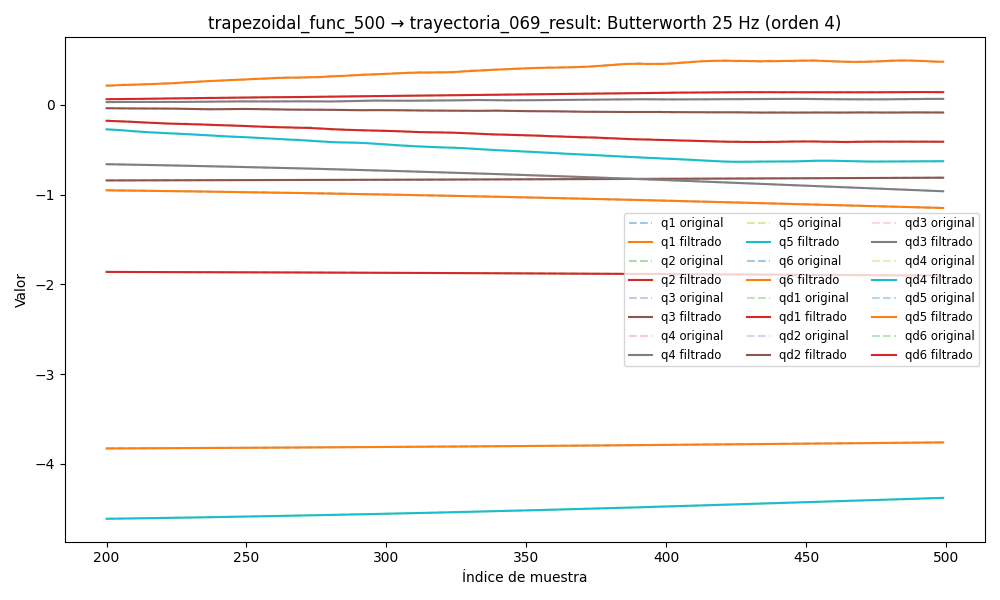 trapezoidal_func_500 → trayectoria_069_result: Butterworth 25 Hz (orden 4)
Valor
0
−1
−2
−3
−4
q1 original
q1 filtrado
q2 original
q2 filtrado
q3 original
q3 filtrado
q4 original
q4 filtrado
q5 original
q5 filtrado
q6 original
q6 filtrado
qd1 original
qd1 filtrado
qd2 original
qd2 filtrado
qd3 original
qd3 filtrado
qd4 original
qd4 filtrado
qd5 original
qd5 filtrado
qd6 original
qd6 filtrado
200
250
300
350
400
450
500
Índice de muestra